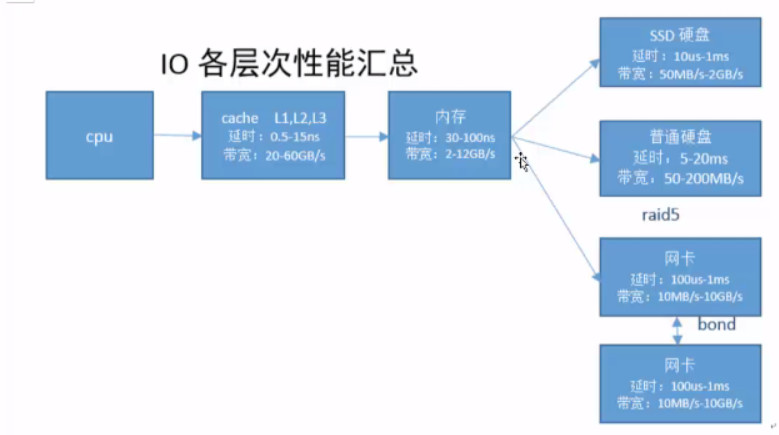 IO 各层次性能汇总
cpu
cache L1,L2,L3
延时：0.5-15ns
带宽：20-60GB/s
内存
延时：30-100ns
带宽：2-12GB/s
SSD 硬盘
延时：10us-1ms
带宽：50MB/s-2GB/s
普通硬盘
延时，5-20ms
带宽，50-200MB/s
raid5
网卡
延时：100us-1ms
带宽：10MB/s-10GB/s
bond
网卡
延时：100us-1ms
带宽：10MB/s-10GB/s